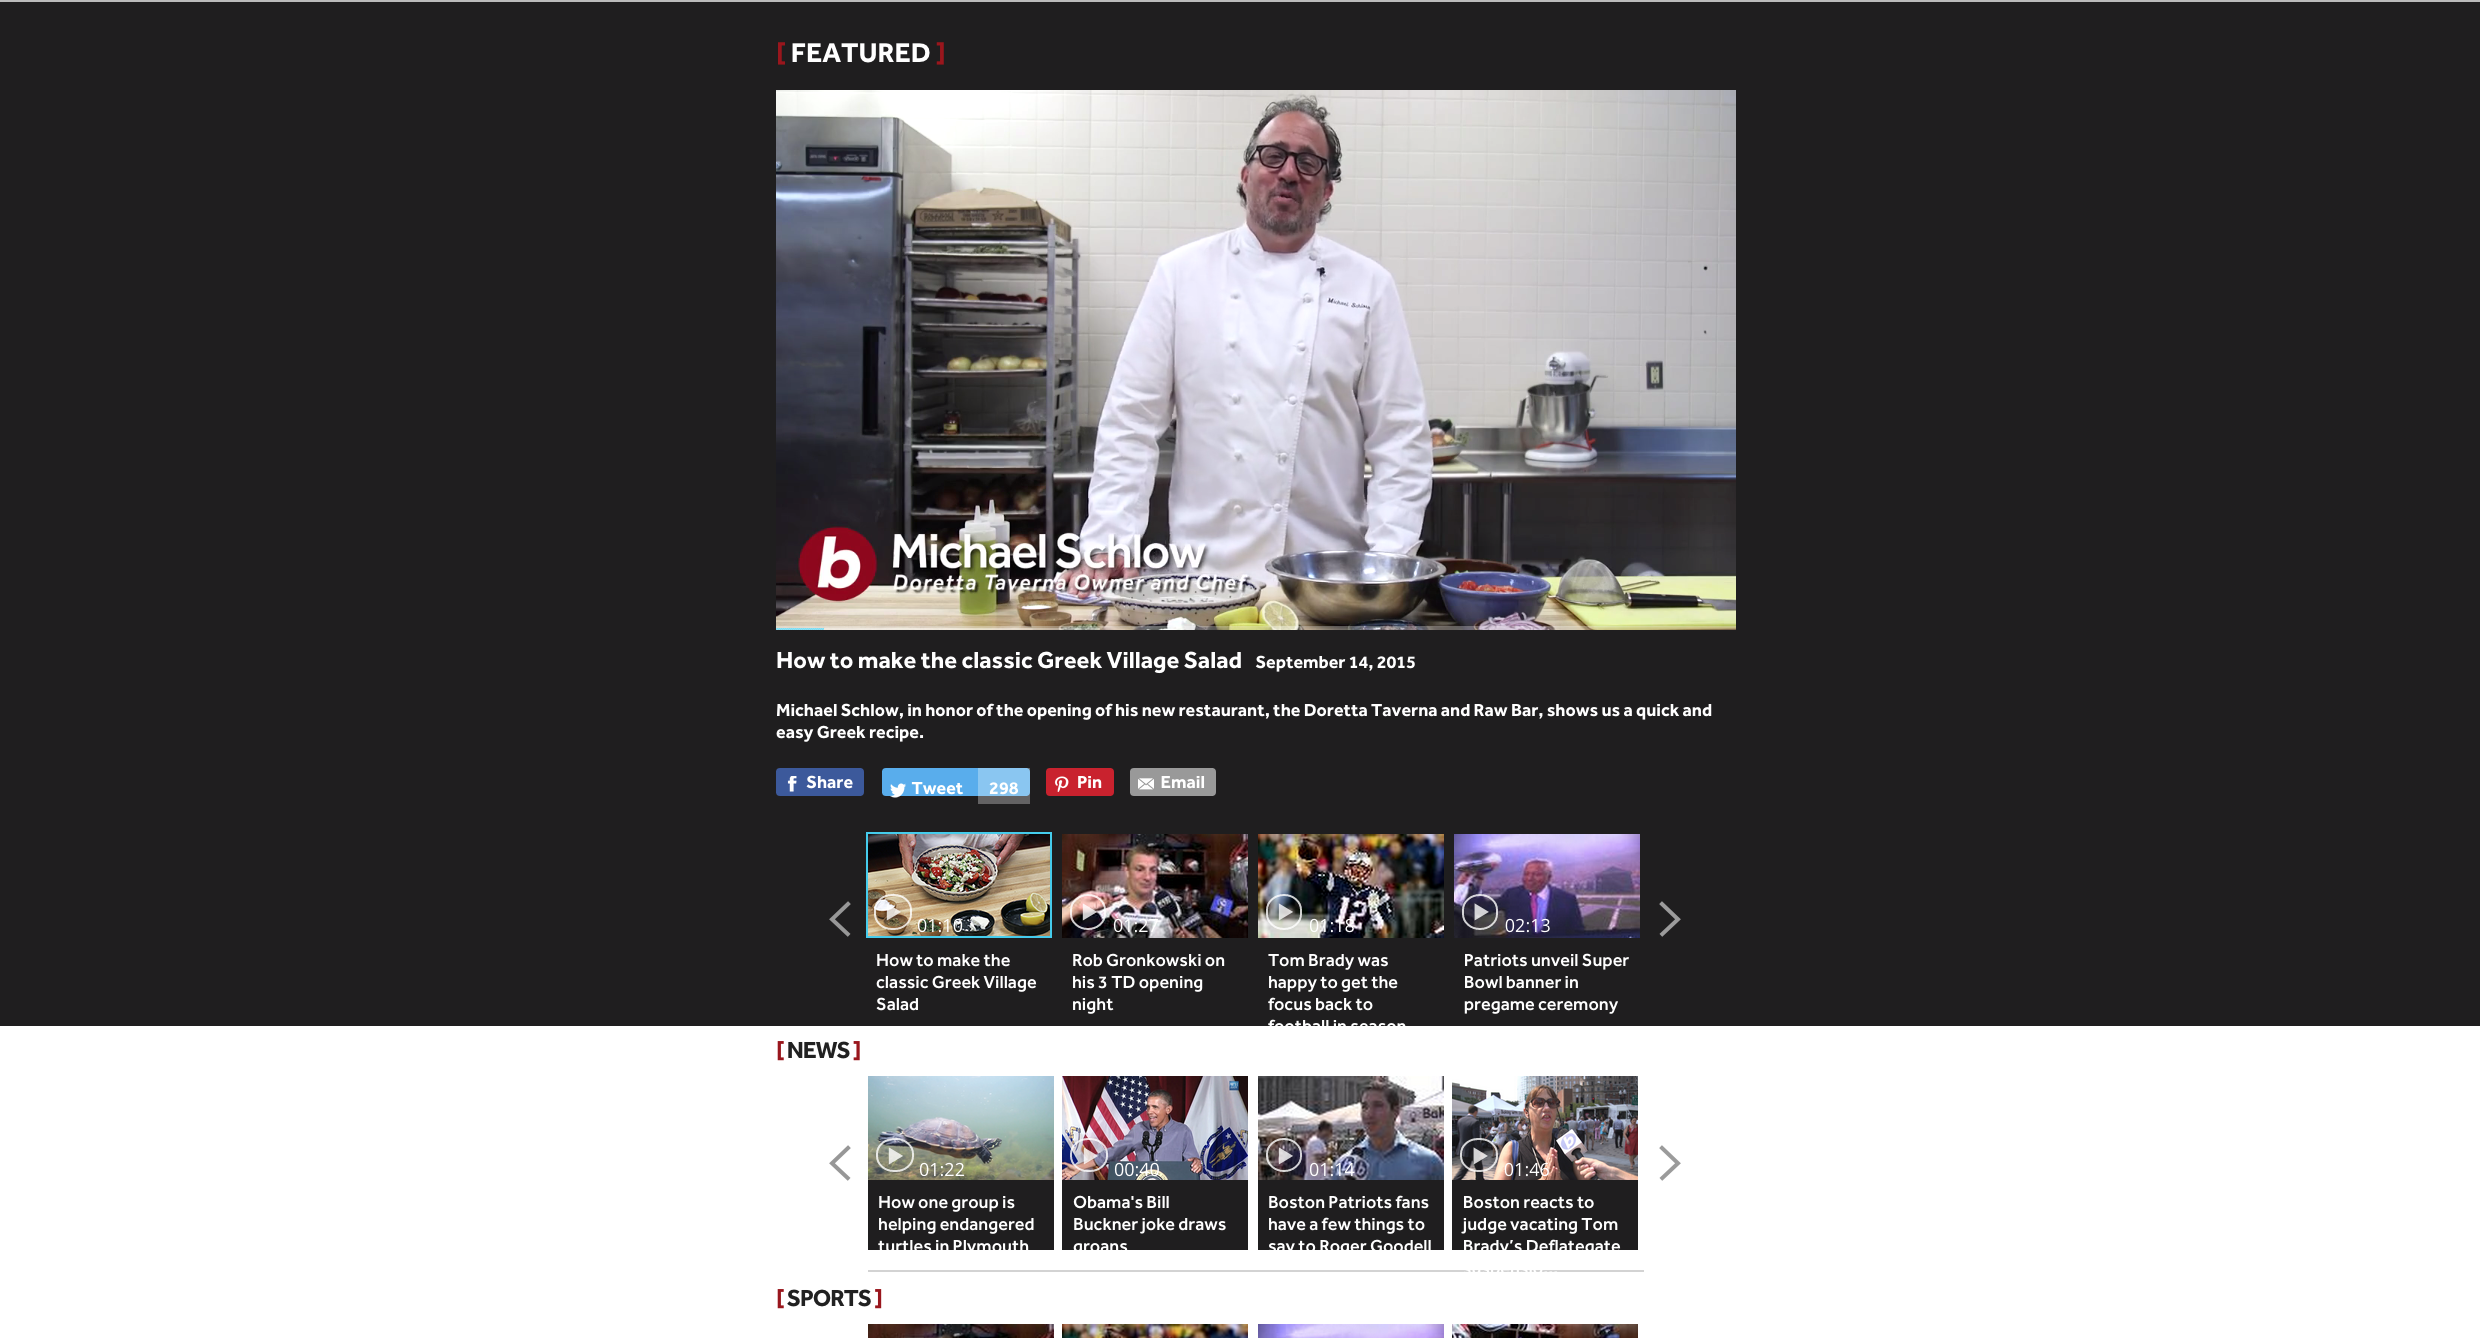 [ FEATURED ]
Michael Schlow
b
Michael Schlow
Doretta Taverna Owner and Chef
How to make the classic Greek Village Salad September 14, 2015
Michael Schlow, in honor of the opening of his new restaurant, the Doretta Taverna and Raw Bar, shows us a quick and
easy Greek recipe.
Share
Tweet 298
Pin
Email
01:10
01:27
12
01:18
02:13
How to make the
classic Greek Village
Salad
Rob Gronkowski on
his 3 TD opening
night
Tom Brady was
happy to get the
focus back to
football in season
Patriots unveil Super
Bowl banner in
pregame ceremony
[ NEWS ]
01:22
00:40
Bak
01:14
b
01:46
How one group is
helping endangered
turtles in Plymouth
Obama's Bill
Buckner joke draws
groans
Boston Patriots fans
have a few things to
say to Roger Goodell
Boston reacts to
judge vacating Tom
Brady's Deflategate
[ SPORTS ]